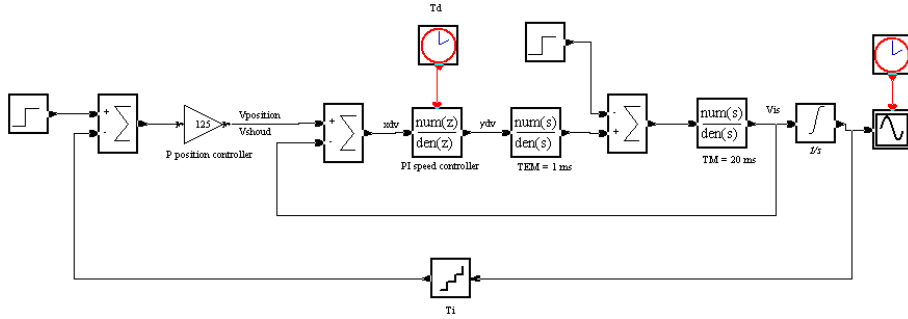 Td
+
-
125
P position controller
Vposition
Vshoud
+
-
xdv
num(z)
den(z)
PI speed controller
ydv
num(s)
den(s)
TEM = 1 ms
-
+
num(s)
den(s)
TM = 20 ms
Vis
1/s
Ti